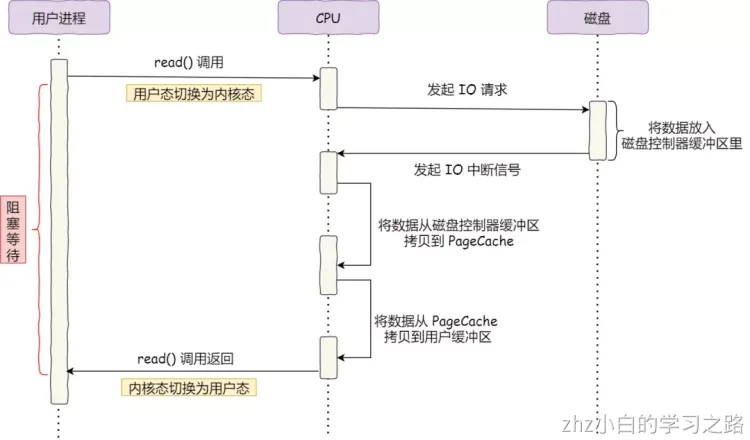 用户进程
CPU
磁盘
read() 调用
用户态切换为内核态
发起 IO 请求
将数据放入
磁盘控制器缓冲区里
发起 IO 中断信号
阻塞等待
将数据从磁盘控制器缓冲区
拷贝到 PageCache
将数据从 PageCache
拷贝到用户缓冲区
read() 调用返回
内核态切换为用户态
zhz小白的学习之路